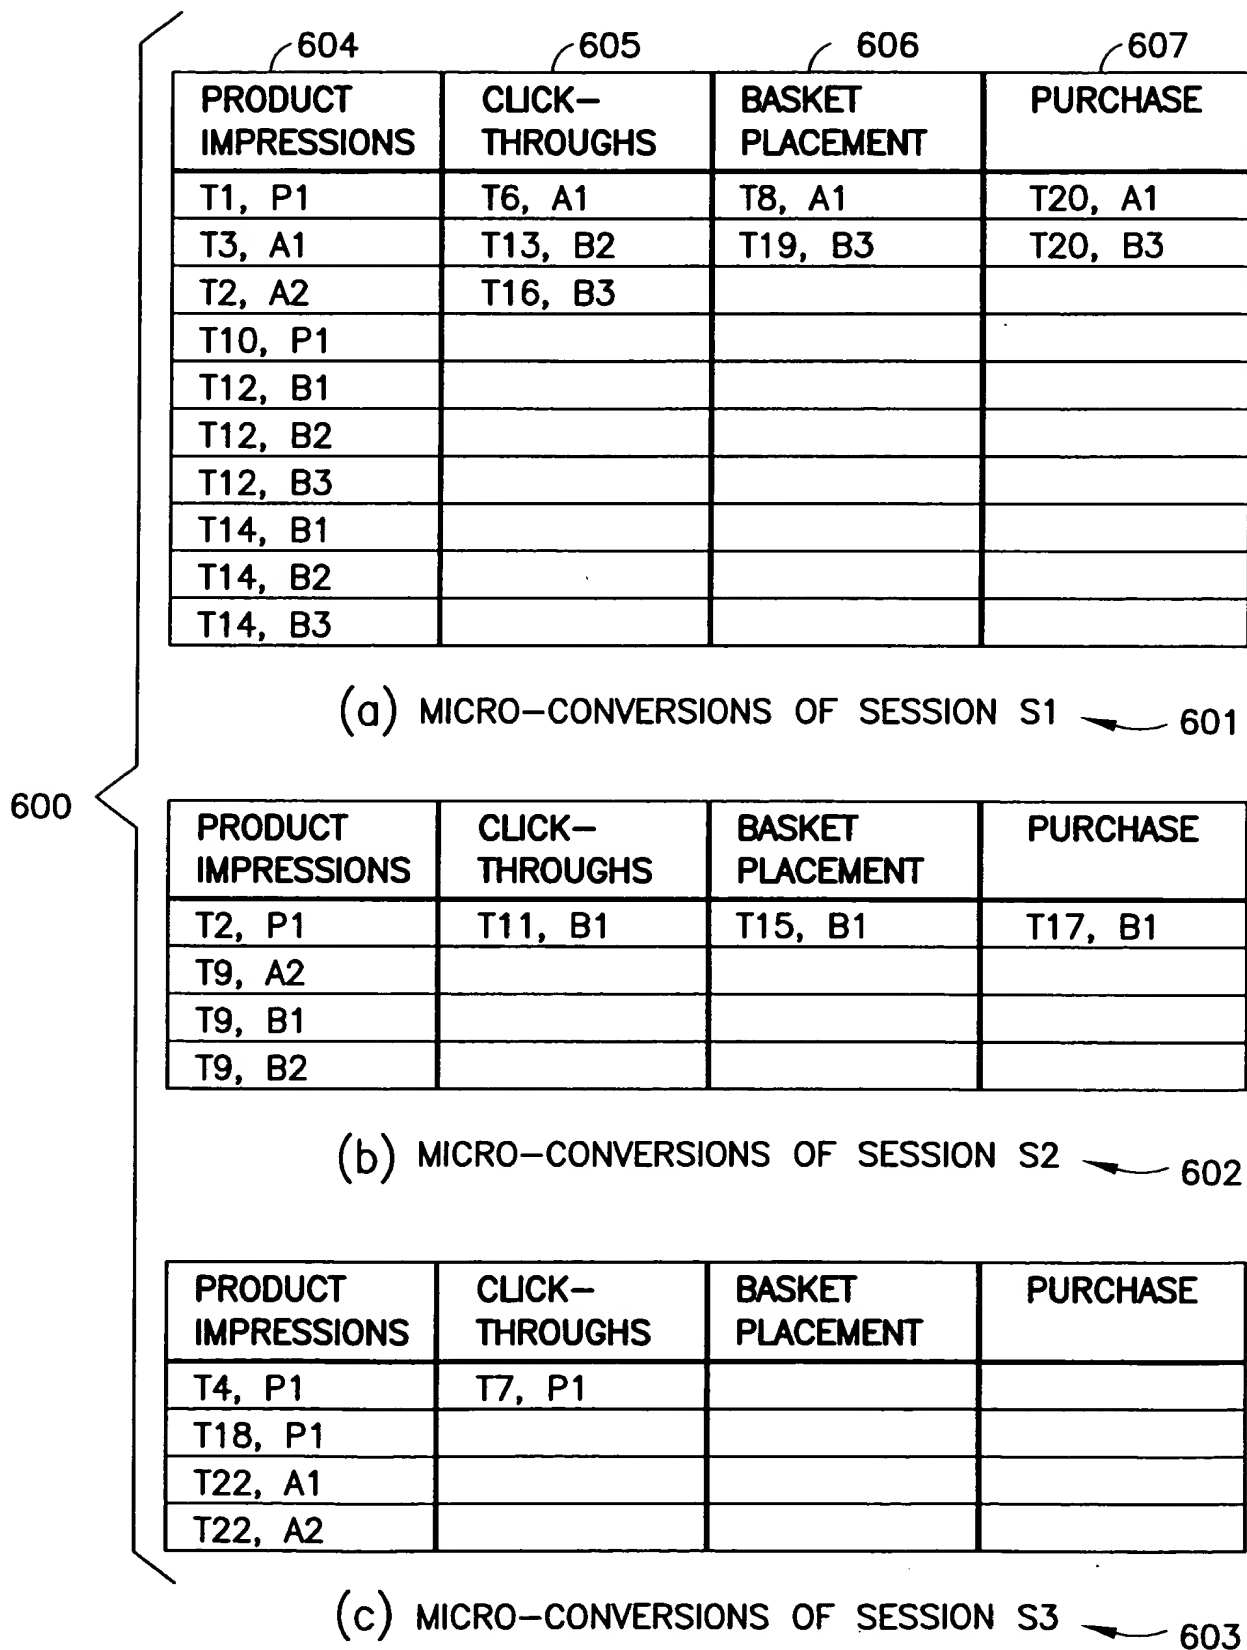 604 605 606 607
PRODUCT IMPRESSIONS CLICK– THROUGHS BASKET PLACEMENT PURCHASE
T1, P1 T6, A1 T8, A1 T20, A1
T3, A1 T13, B2 T19, B3 T20, B3
T2, A2 T16, B3
T10, P1
T12, B1
T12, B2
T12, B3
T14, B1
T14, B2
T14, B3
(a) MICRO–CONVERSIONS OF SESSION S1 601
600
PRODUCT IMPRESSIONS CLICK– THROUGHS BASKET PLACEMENT PURCHASE
T2, P1 T11, B1 T15, B1 T17, B1
T9, A2
T9, B1
T9, B2
(b) MICRO–CONVERSIONS OF SESSION S2 602
PRODUCT IMPRESSIONS CLICK– THROUGHS BASKET PLACEMENT PURCHASE
T4, P1 T7, P1
T18, P1
T22, A1
T22, A2
(c) MICRO–CONVERSIONS OF SESSION S3 603